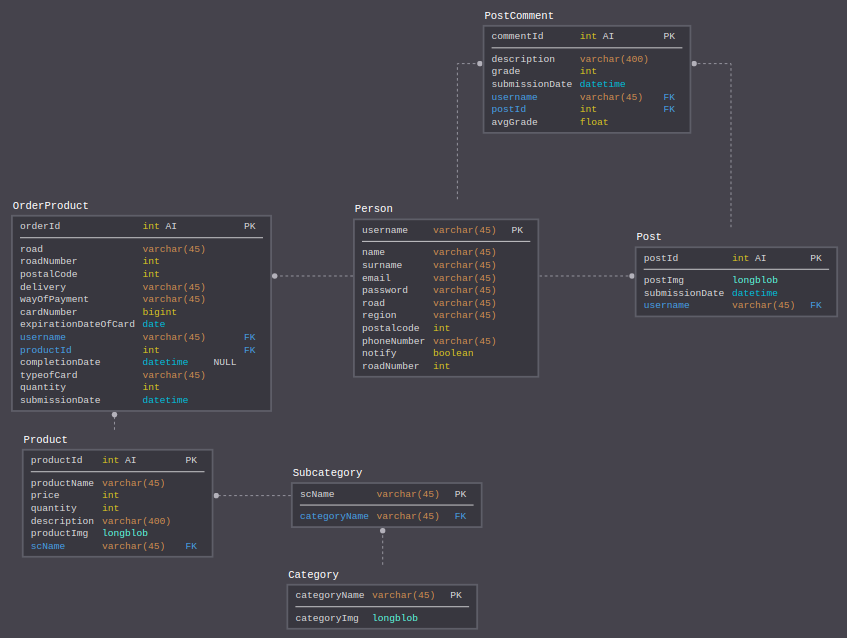 PostComment
commentId int AI PK
description varchar(400)
grade int
submissionDate datetime
username varchar(45) FK
postId int FK
avgGrade float
OrderProduct
orderId int AI PK
road varchar(45)
roadNumber int
postalCode int
delivery varchar(45)
wayOfPayment varchar(45)
cardNumber bigint
expirationDateOfCard date
username varchar(45) FK
productId int FK
completionDate datetime NULL
typeofCard varchar(45)
quantity int
submissionDate datetime
Person
username varchar(45) PK
name varchar(45)
surname varchar(45)
email varchar(45)
password varchar(45)
road varchar(45)
region varchar(45)
postalcode int
phoneNumber varchar(45)
notify boolean
roadNumber int
Post
postId int AI PK
postImg longblob
submissionDate datetime
username varchar(45) FK
Product
productId int AI PK
productName varchar(45)
price int
quantity int
description varchar(400)
productImg longblob
scName varchar(45) FK
Subcategory
scName varchar(45) PK
categoryName varchar(45) FK
Category
categoryName varchar(45) PK
categoryImg longblob